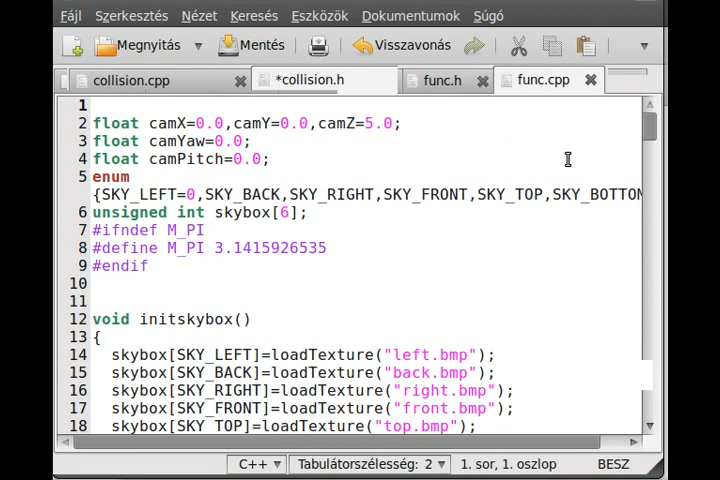 Fájl Szerkesztés Nézet Keresés Eszközök Dokumentumok Súgó
Megnyitás Mentés Visszavonás
collision.cpp *collision.h func.h func.cpp
1
2 float camX=0.0,camY=0.0,camZ=5.0;
3 float camYaw=0.0;
4 float camPitch=0.0;
5 enum
{SKY_LEFT=0,SKY_BACK,SKY_RIGHT,SKY_FRONT,SKY_TOP,SKY_BOTTOM
6 unsigned int skybox[6];
7 #ifndef M_PI
8 #define M_PI 3.1415926535
9 #endif
10
11
12 void initskybox()
13 {
14 skybox[SKY_LEFT]=loadTexture("left.bmp");
15 skybox[SKY_BACK]=loadTexture("back.bmp");
16 skybox[SKY_RIGHT]=loadTexture("right.bmp");
17 skybox[SKY_FRONT]=loadTexture("front.bmp");
18 skybox[SKY_TOP]=loadTexture("top.bmp");
C++ Tabulátorszélesség: 2 1. sor, 1. oszlop BESZ